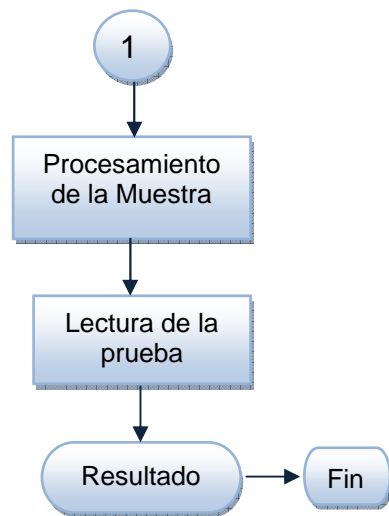 1
Procesamiento
de la Muestra
Lectura de la
prueba
Resultado
Fin